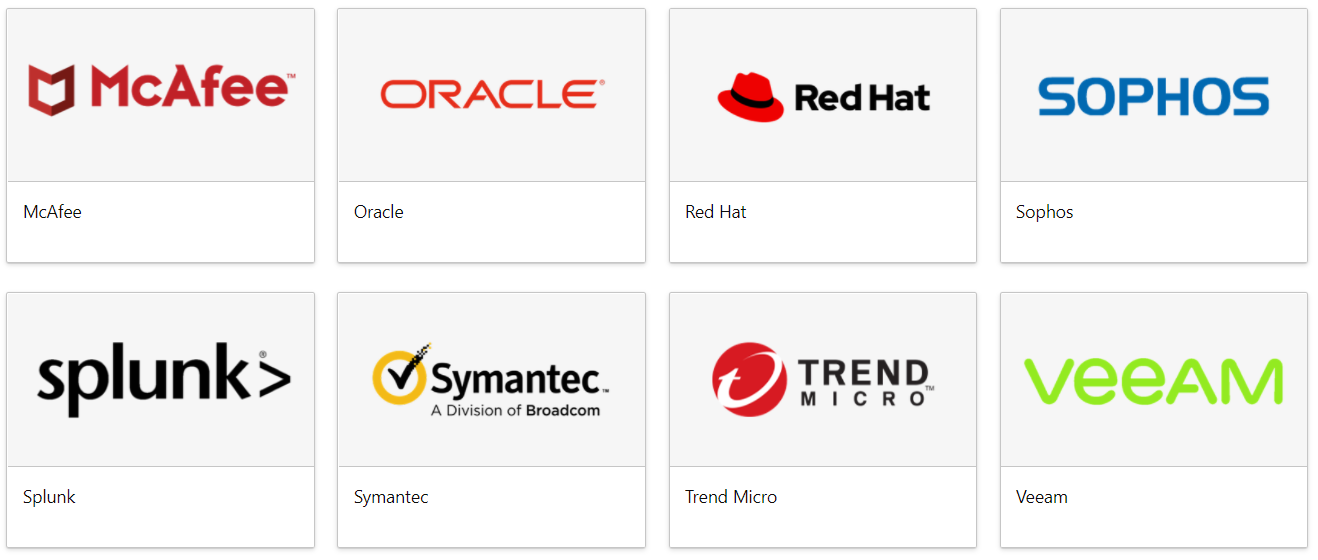 McAfee™
ORACLE®
Red Hat
SOPHOS
McAfee
Oracle
Red Hat
Sophos
splunk>®
Symantec™
A Division of Broadcom
TREND
MICRO™
veeAM
Splunk
Symantec
Trend Micro
Veeam